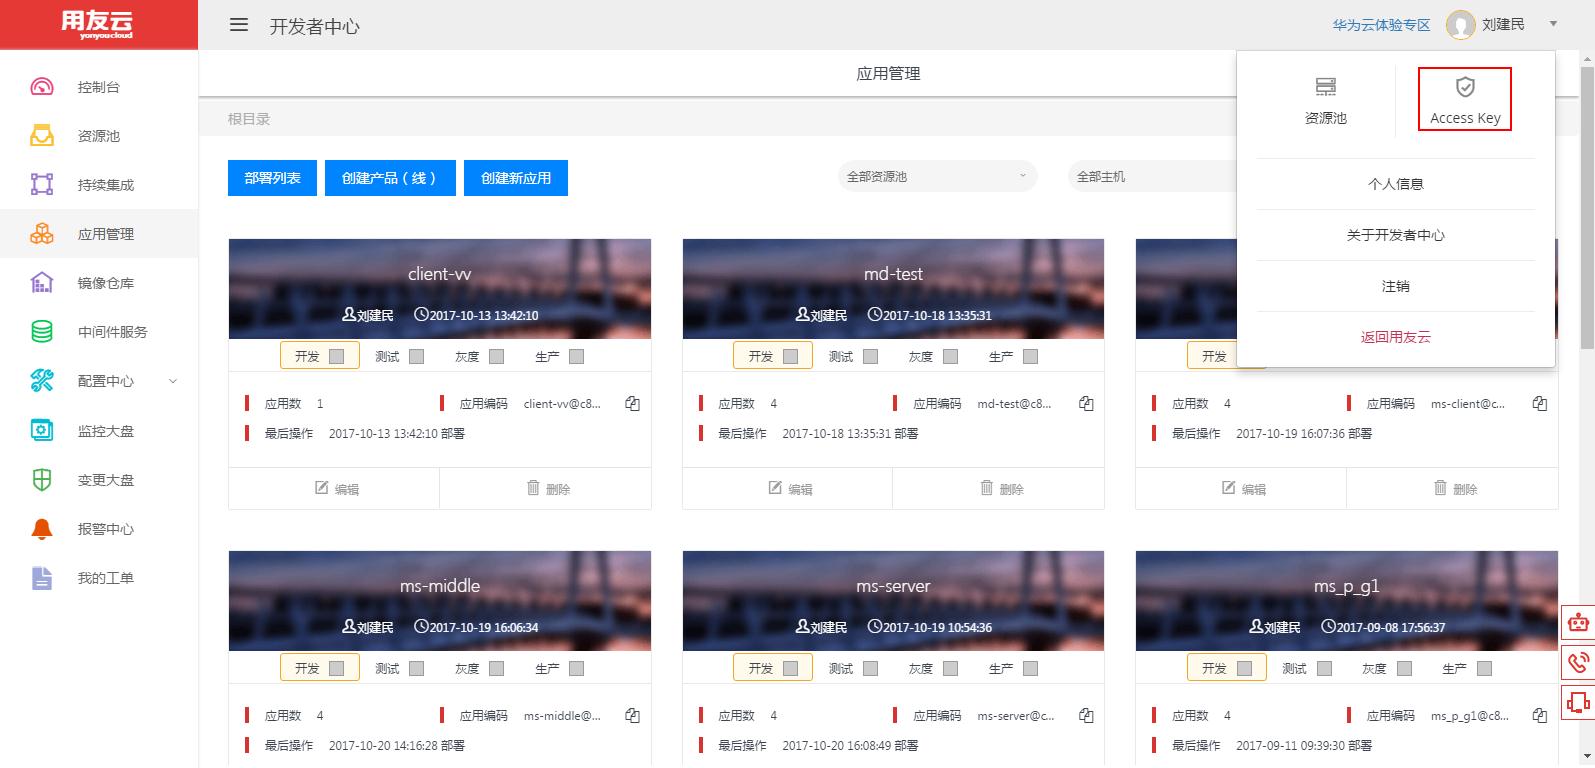 用友云
yonyoucloud
开发者中心
华为云体验专区
刘建民
控制台
资源池
持续集成
应用管理
镜像仓库
中间件服务
配置中心
监控大盘
变更大盘
报警中心
我的工单
应用管理
根目录
部署列表
创建产品（线）
创建新应用
全部资源池
全部主机
资源池
Access Key
个人信息
关于开发者中心
注销
返回用友云
client-vv
刘建民 2017-10-13 13:42:10
开发 测试 灰度 生产
应用数 1 应用编码 client-vv@c8...
最后操作 2017-10-13 13:42:10 部署
编辑 删除
md-test
刘建民 2017-10-18 13:35:31
开发 测试 灰度 生产
应用数 4 应用编码 md-test@c8...
最后操作 2017-10-18 13:35:31 部署
编辑 删除
开发
应用数 4 应用编码 ms-client@c...
最后操作 2017-10-19 16:07:36 部署
编辑 删除
ms-middle
刘建民 2017-10-19 16:06:34
开发 测试 灰度 生产
应用数 4 应用编码 ms-middle@...
最后操作 2017-10-20 14:16:28 部署
ms-server
刘建民 2017-10-19 10:54:36
开发 测试 灰度 生产
应用数 4 应用编码 ms-server@c...
最后操作 2017-10-20 16:08:49 部署
ms_p_g1
刘建民 2017-09-08 17:56:37
开发 测试 灰度 生产
应用数 4 应用编码 ms_p_g1@c8...
最后操作 2017-09-11 09:39:30 部署